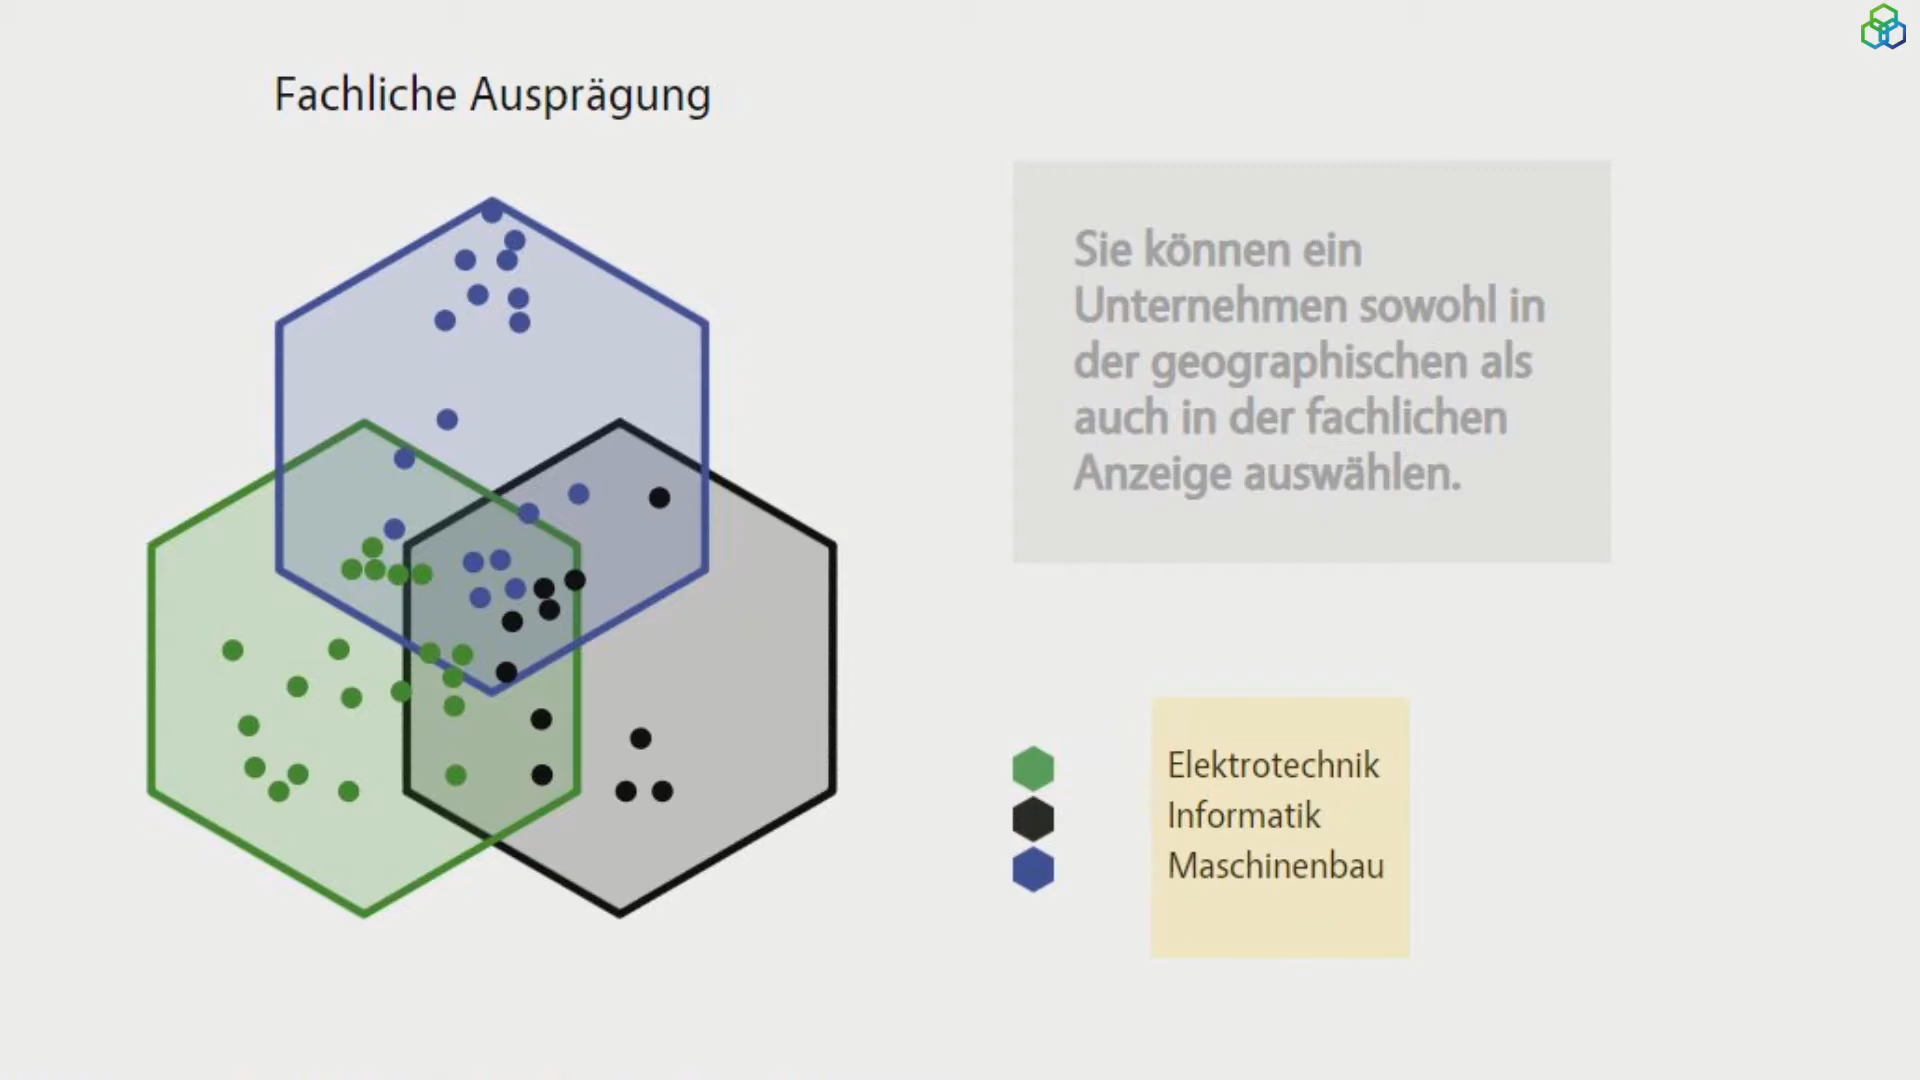 Fachliche Ausprägung
Sie können ein
Unternehmen sowohl in
der geographischen als
auch in der fachlichen
Anzeige auswählen.
Elektrotechnik
Informatik
Maschinenbau